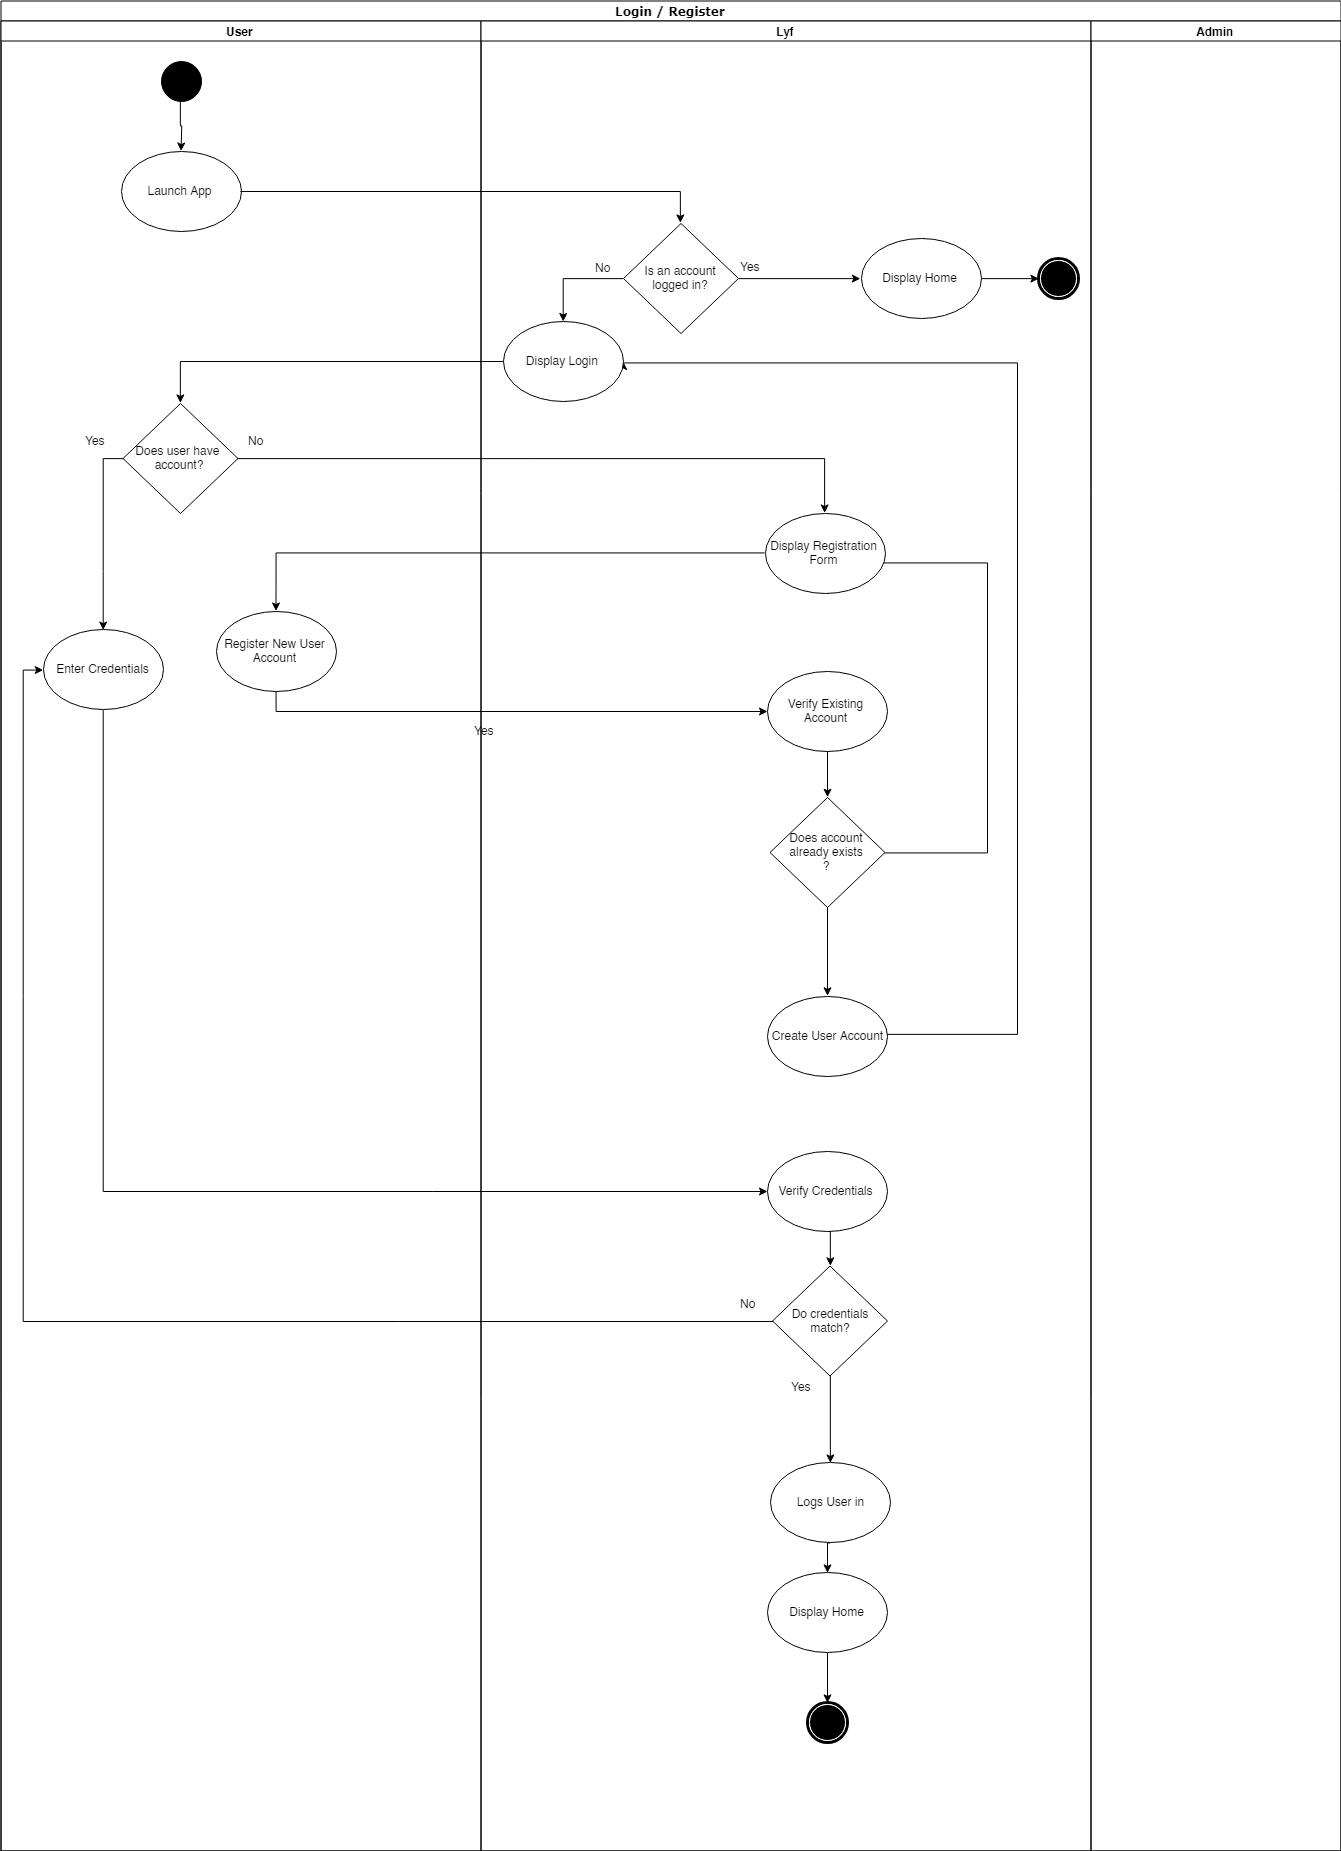 Login / Register
User
Lyf
Admin
Launch App
Is an account
logged in?
No
Yes
Display Home
Display Login
Does user have
account?
Yes
No
Display Registration
Form
Register New User
Account
Enter Credentials
Verify Existing
Account
Yes
Does account
already exists
?
Create User Account
Verify Credentials
Do credentials
match?
No
Yes
Logs User in
Display Home